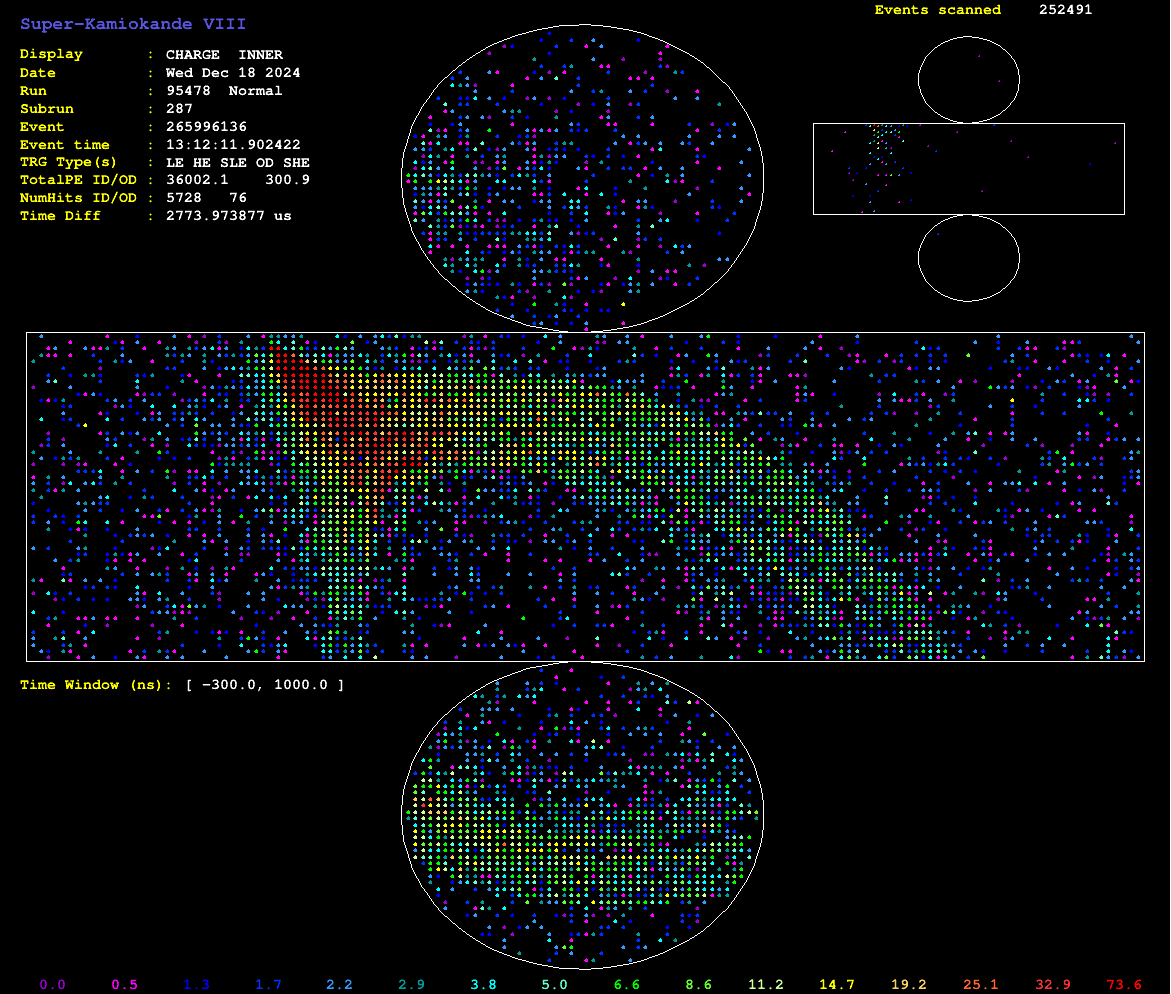 Super-Kamiokande VIII
Events scanned 252491
Display : CHARGE INNER
Date : Wed Dec 18 2024
Run : 95478 Normal
Subrun : 287
Event : 265996136
Event time : 13:12:11.902422
TRG Type(s) : LE HE SLE OD SHE
TotalPE ID/OD : 36002.1 300.9
NumHits ID/OD : 5728 76
Time Diff : 2773.973877 us
Time Window (ns): [ -300.0, 1000.0 ]
0.0 0.5 1.3 1.7 2.2 2.9 3.8 5.0 6.6 8.6 11.2 14.7 19.2 25.1 32.9 73.6